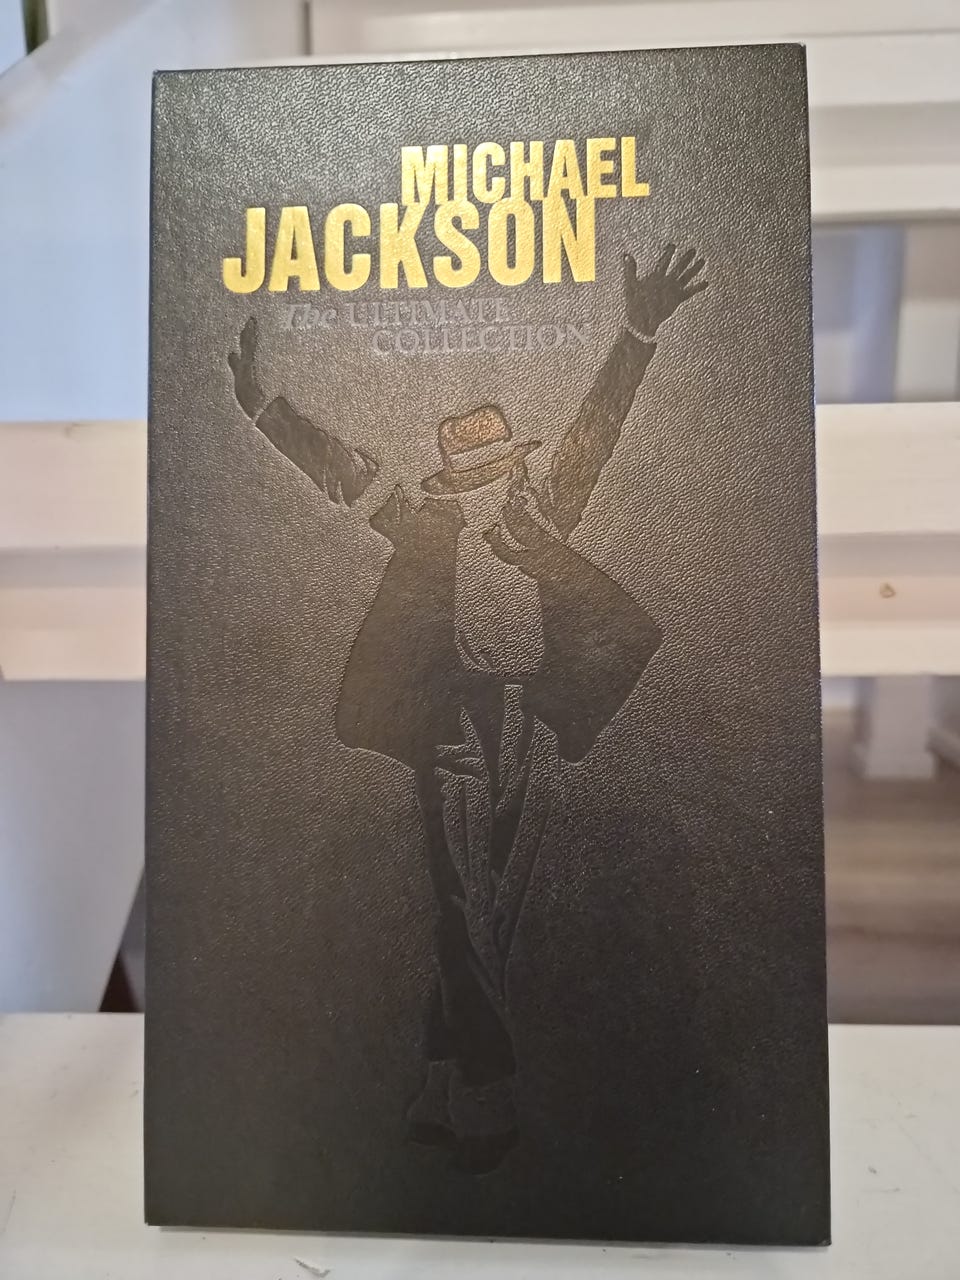 MICHAEL
JACKSON
The ULTIMATE
COLLECTION